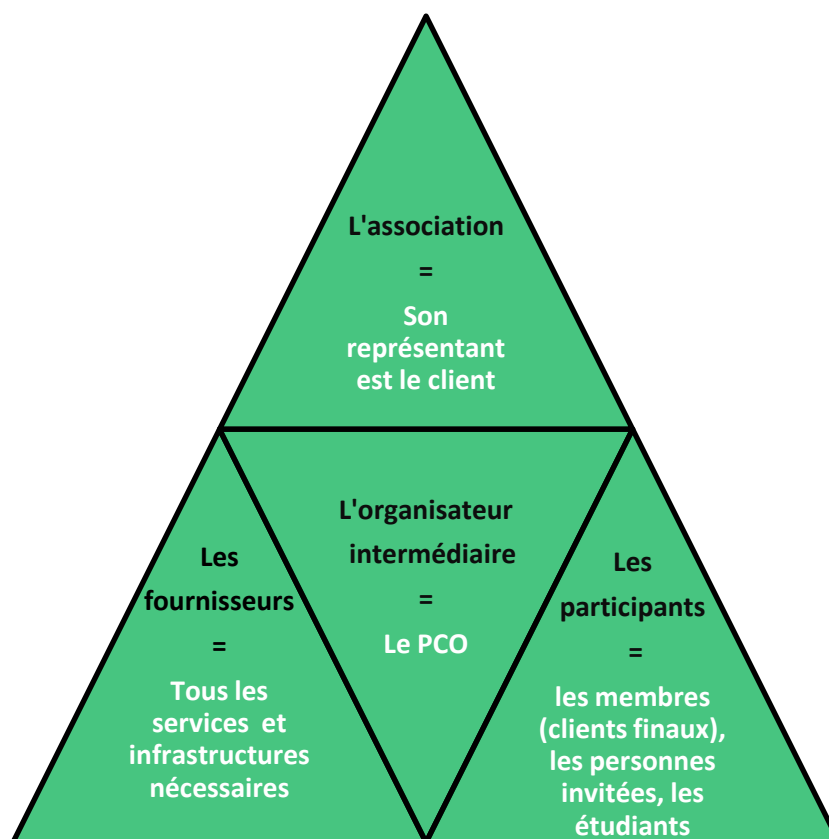 L'association
=
Son
représentant
est le client
Les
fournisseurs
=
Tous les
services et
infrastructures
nécessaires
L'organisateur
intermédiaire
=
Le PCO
Les
participants
=
les membres
(clients finaux),
les personnes
invitées, les
étudiants